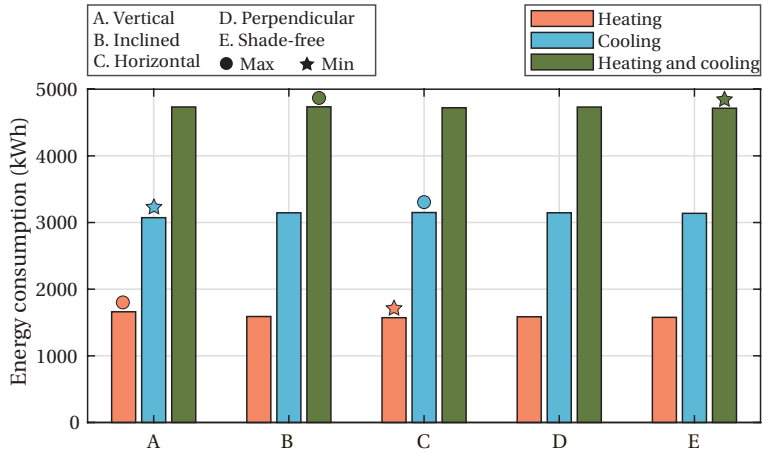 A. Vertical D. Perpendicular
B. Inclined E. Shade-free
C. Horizontal Max Min
Heating
Cooling
Heating and cooling
Energy consumption (kWh)
5000
4000
3000
2000
1000
0
A B C D E